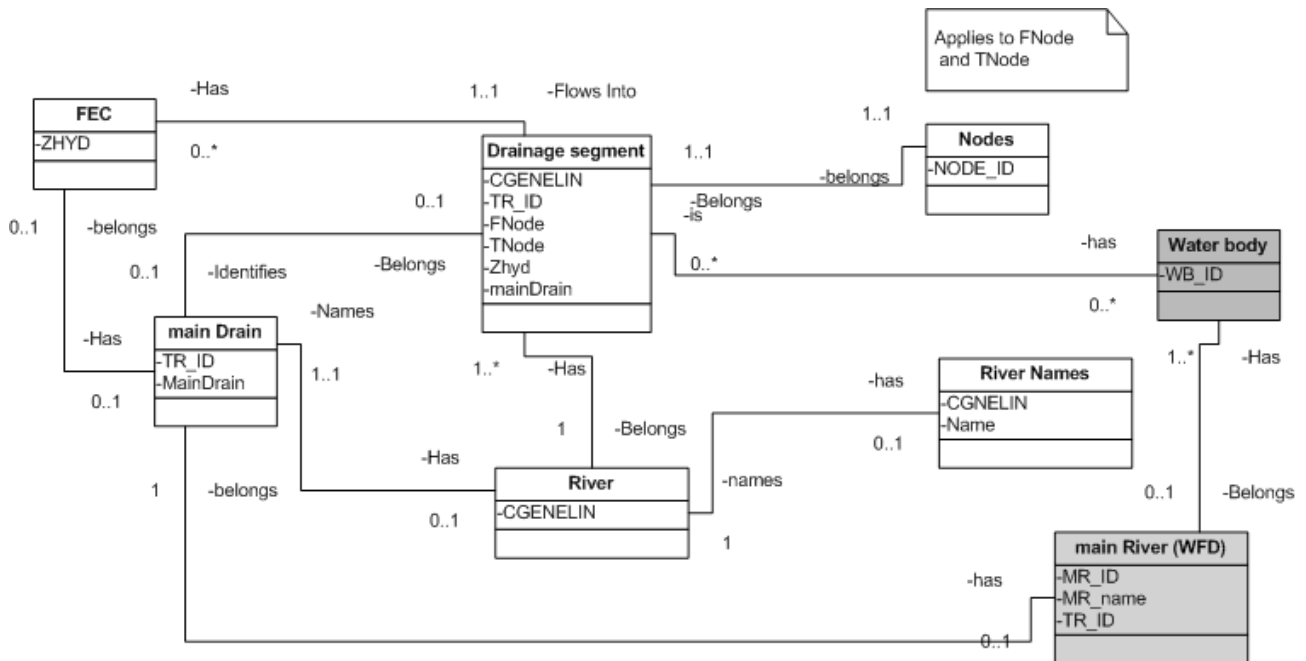 Applies to FNode
and TNode
-Has
1..1
-Flows Into
FEC
-ZHYD
0..*
1..1
Nodes
-NODE_ID
Drainage segment
-CGENELIN
-TR_ID
-FNode
-TNode
-Zhyd
-mainDrain
1..1
-belongs
-Belongs
-is
0..1
0..1
-belongs
-has
Water body
-WB_ID
0..1
-Identifies
-Belongs
0..*
0..*
-Names
main Drain
-TR_ID
-MainDrain
-Has
0..1
1..1
1..*
-Has
-has
River Names
-CGNELIN
-Name
1..*
-Has
1
-Belongs
0..1
-Has
River
-CGENELIN
-names
1
-belongs
0..1
1
0..1
-Belongs
main River (WFD)
-MR_ID
-MR_name
-TR_ID
-has
0..1